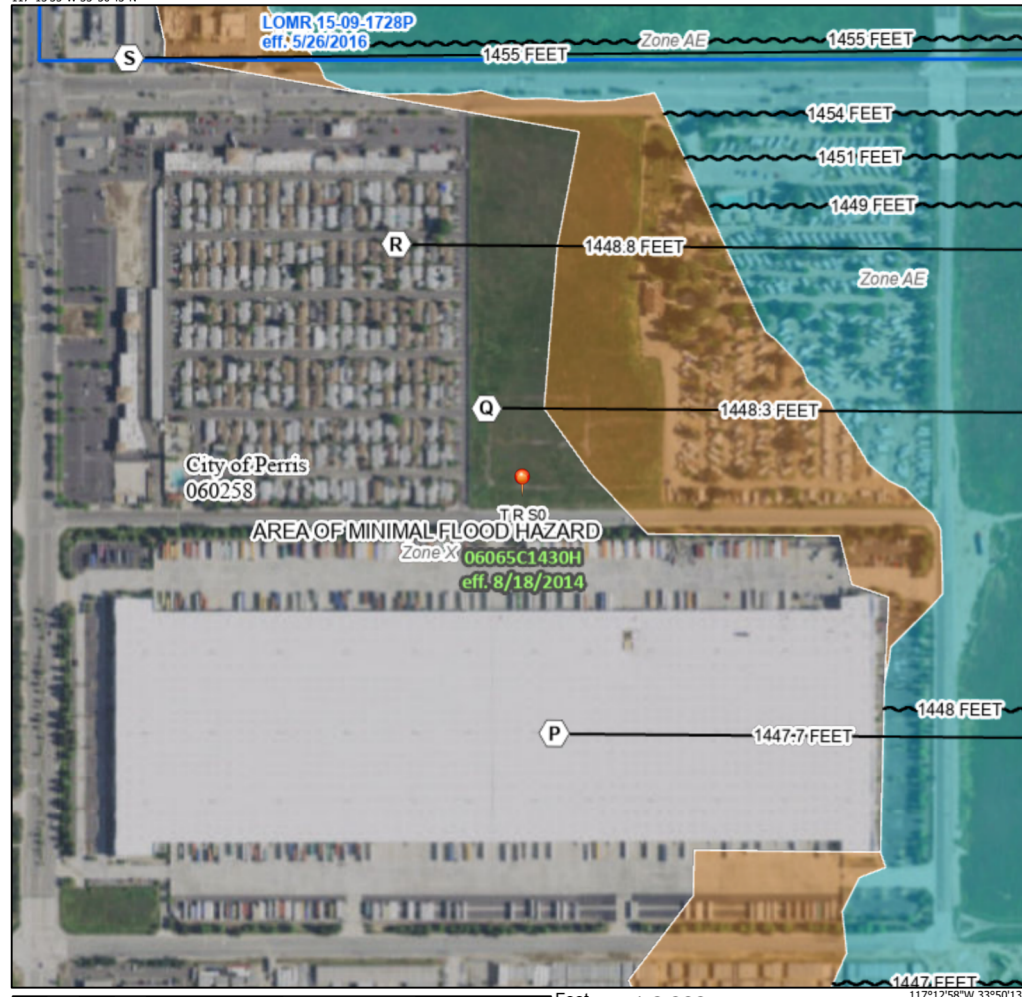 LOMR 15-09-1728P
eff. 5/26/2016
Zone AE
1455 FEET
S
1455 FEET
1454 FEET
1451 FEET
1449 FEET
R
1448.8 FEET
Zone AE
Q
1448.3 FEET
City of Perris
060258
T R S0
AREA OF MINIMAL FLOOD HAZARD
Zone X
06065C1430H
eff. 8/18/2014
1448 FEET
P
1447.7 FEET
1447 FEET
Feet
117°12'58"W 33°50'13